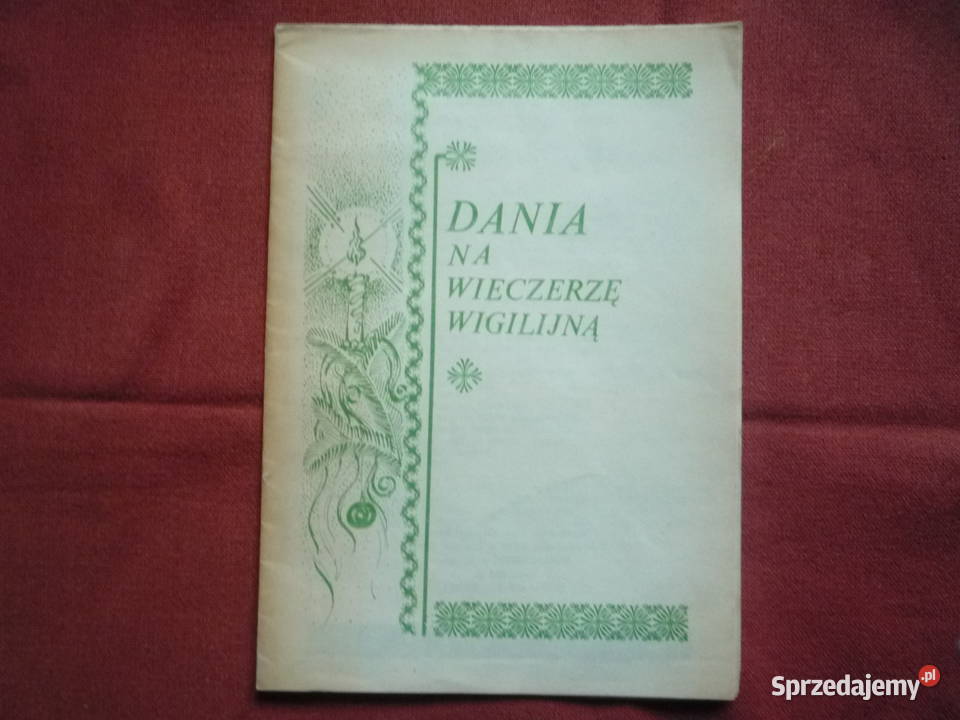 DANIA
NA
WIECZERZĘ
WIGILIJNĄ
Sprzedajemy.pl